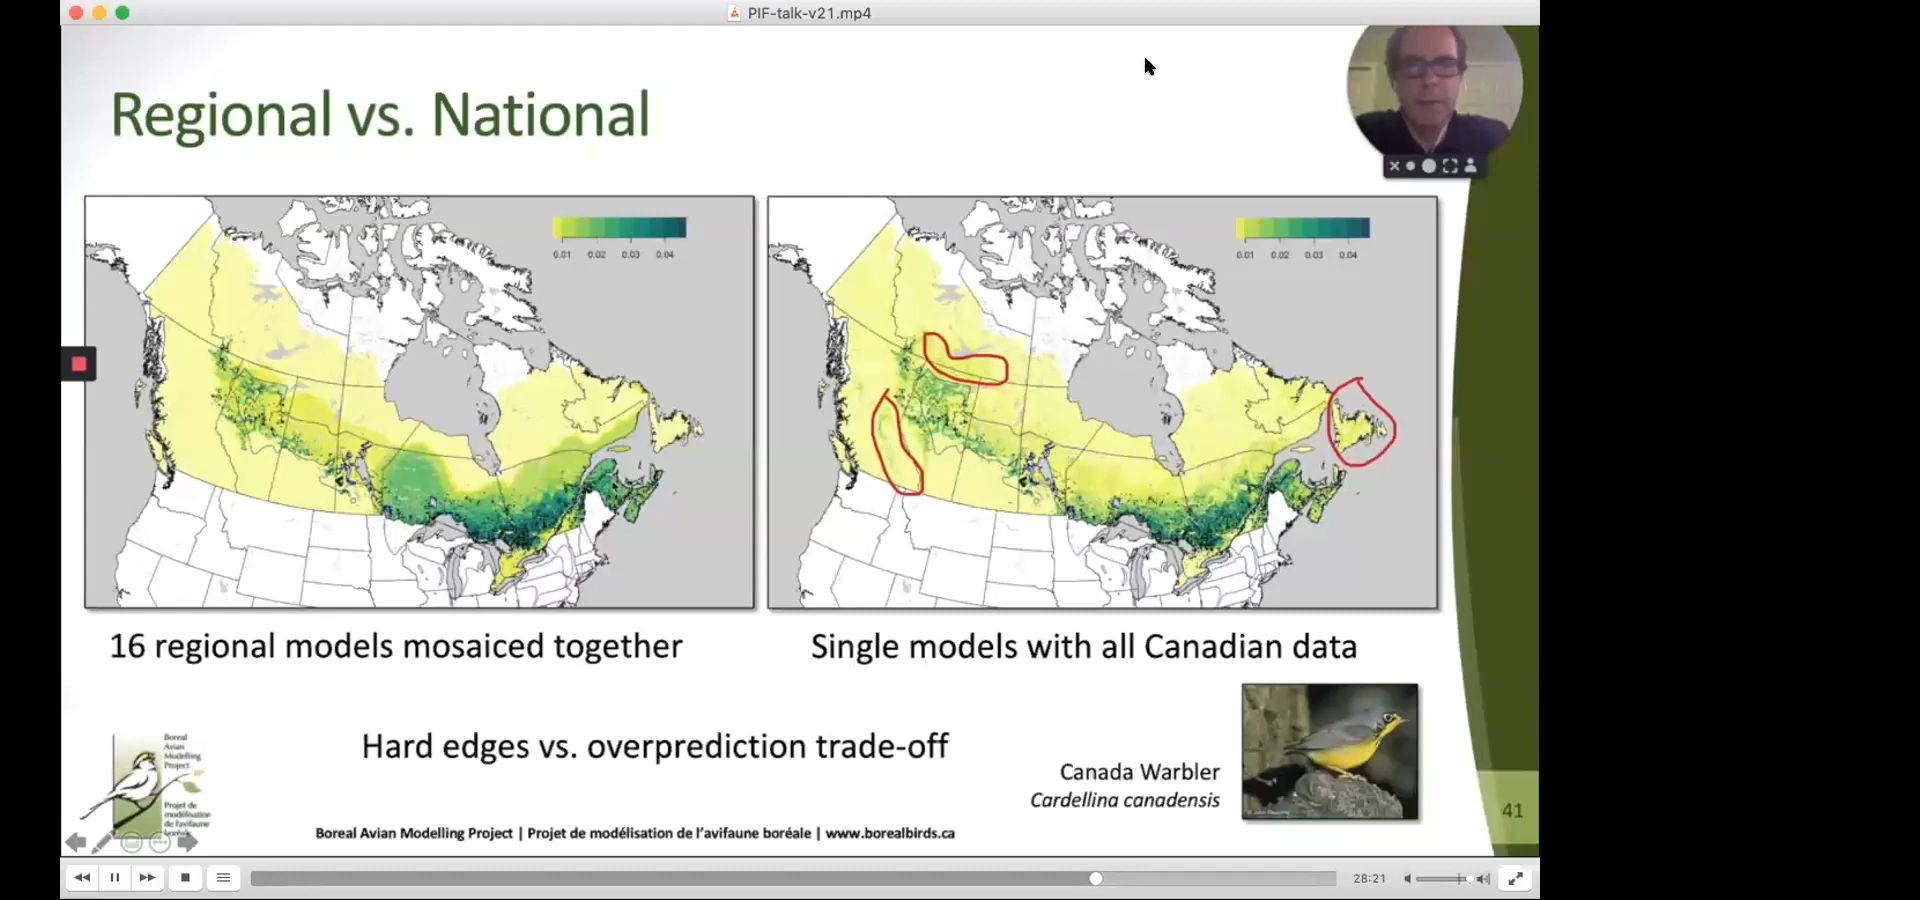 PIF-talk-v21.mp4
Regional vs. National
0.01 0.02 0.03 0.04
0.01 0.02 0.03 0.04
16 regional models mosaiced together
Single models with all Canadian data
Hard edges vs. overprediction trade-off
Canada Warbler
Cardellina canadensis
Boreal
Avian
Modelling
Project
Projet de
modélisation
de l'avifaune
boréale
41
Boreal Avian Modelling Project | Projet de modélisation de l'avifaune boréale | www.borealbirds.ca
28:21